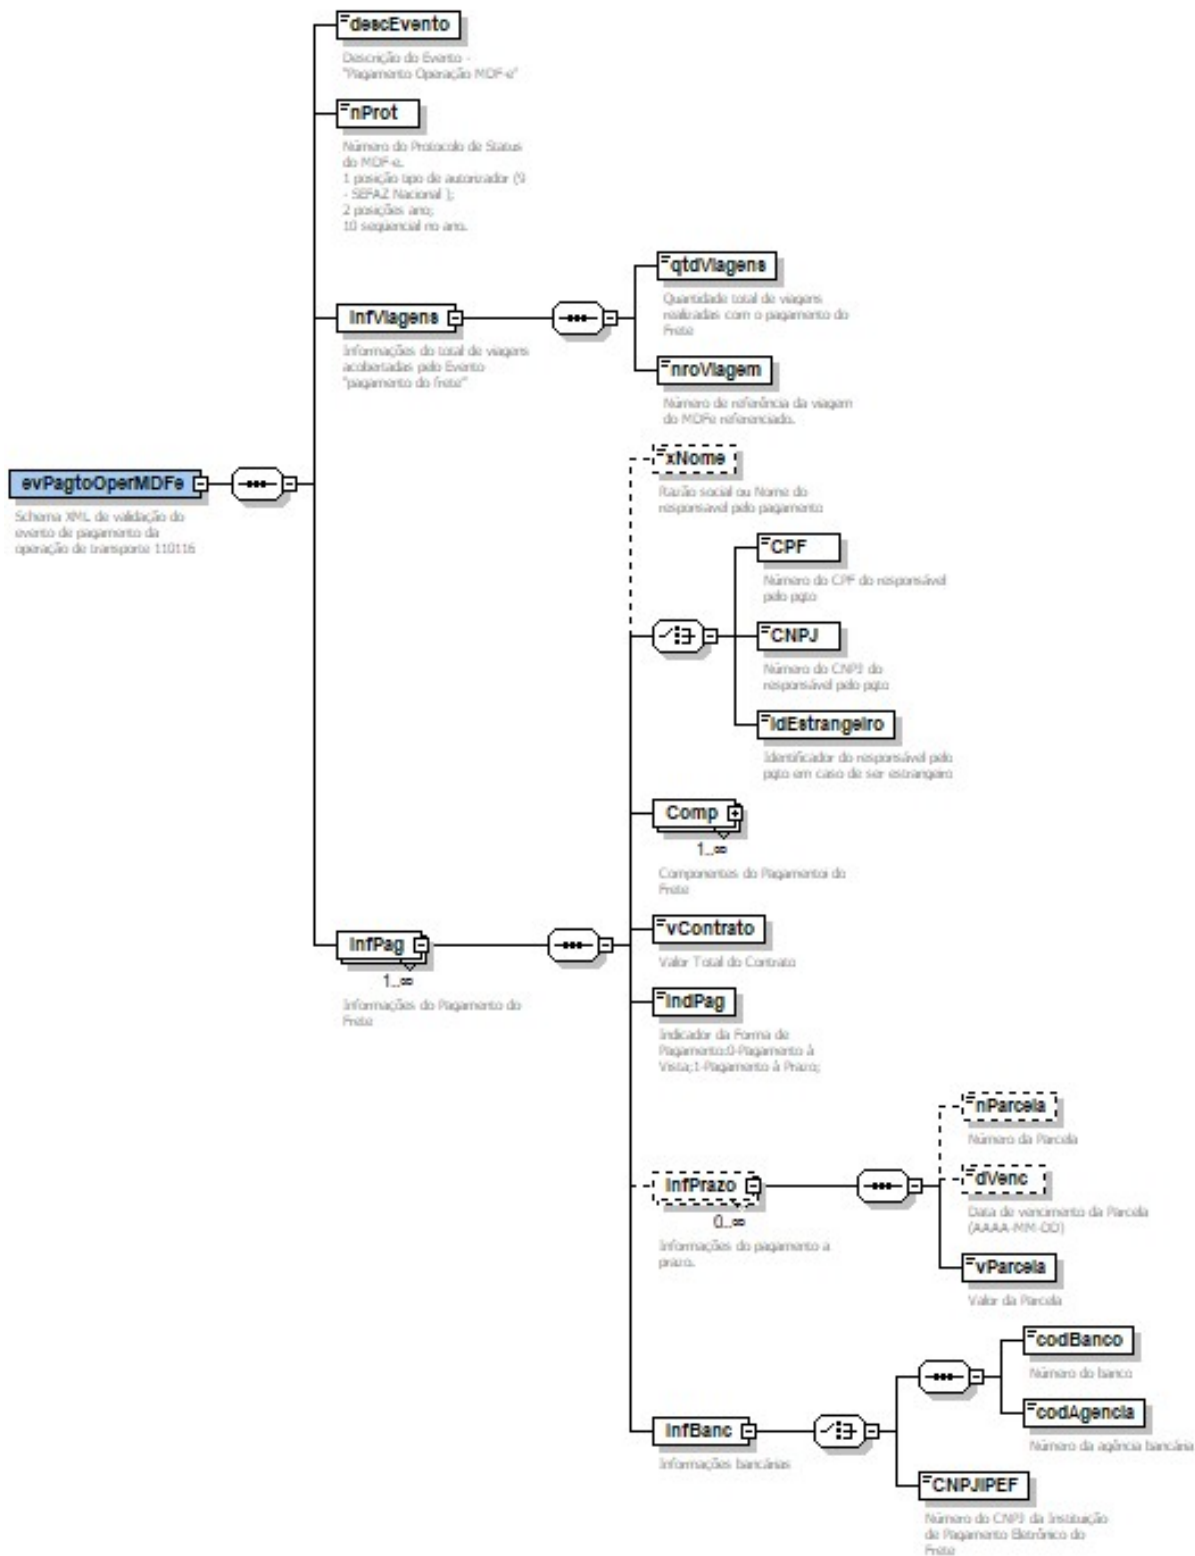 descEvento
Descrição do Evento -
"Pagamento Operação MDF-e"
nProt
Número do Protocolo de Status
do MDF-e.
1 posição tipo de autorizador (9
- SEFAZ Nacional );
2 posições ano;
10 seqüencial no ano.
infViagens
Informações do total de viagens
acobertadas pelo Evento
"pagamento do frete"
qtdViagens
Quantidade total de viagens
realizadas com o pagamento do
Frete
nroViagem
Número de referência da viagem
do MDFe referenciado.
evPagtoOperMDFe
Schema XML de validação do
evento de pagamento da
operação de transporte 110116
infPag
1..∞
Informações do Pagamento do
Frete
xNome
Razão social ou Nome do
responsavel pelo pagamento
CPF
Número do CPF do responsável
pelo pgto
CNPJ
Número do CNPJ do
responsável pelo pgto
idEstrangeiro
Identificador do responsável pelo
pgto em caso de ser estrangeiro
Comp
1..∞
Componentes do Pagamentoi do
Frete
vContrato
Valor Total do Contrato
indPag
Indicador da Forma de
Pagamento:0-Pagamento à
Vista;1-Pagamento à Prazo;
infPrazo
0..∞
Informações do pagamento a
prazo.
nParcela
Número da Parcela
dVenc
Data de vencimento da Parcela
(AAAA-MM-DD)
vParcela
Valor da Parcela
infBanc
Informações bancárias
codBanco
Número do banco
codAgencia
Número da agência bancária
CNPJIPEF
Número do CNPJ da Instituição
de Pagamento Eletrônico do
Frete